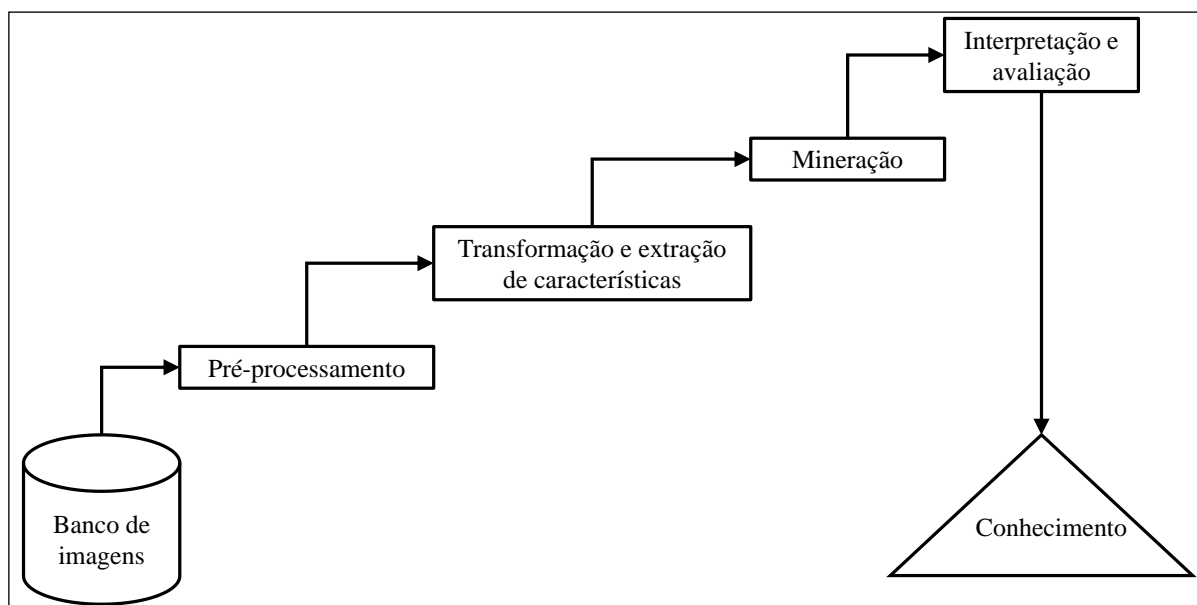 Interpretação e
avaliação
Mineração
Transformação e extração
de características
Pré-processamento
Banco de
imagens
Conhecimento